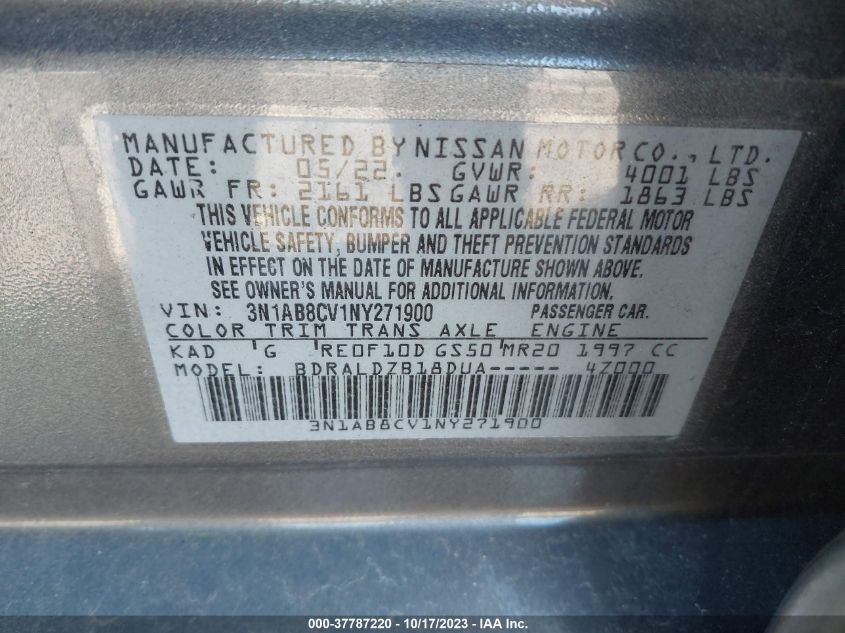 MANUFACTURED BY NISSAN MOTOR CO., LTD.
DATE: 05/22. GVWR: 4001 LBS
GAWR FR: 2161 LBS GAWR RR: 1863 LBS
THIS VEHICLE CONFORMS TO ALL APPLICABLE FEDERAL MOTOR
VEHICLE SAFETY, BUMPER AND THEFT PREVENTION STANDARDS
IN EFFECT ON THE DATE OF MANUFACTURE SHOWN ABOVE.
SEE OWNER'S MANUAL FOR ADDITIONAL INFORMATION.
VIN: 3N1AB8CV1NY271900 PASSENGER CAR.
COLOR TRIM TRANS AXLE ENGINE
KAD G RE0F10D GS50 MR20 1997 CC
MODEL: BDRALDZB18DUA----- 4Z000
3N1AB8CV1NY271900
000-37787220 - 10/17/2023 - IAA Inc.